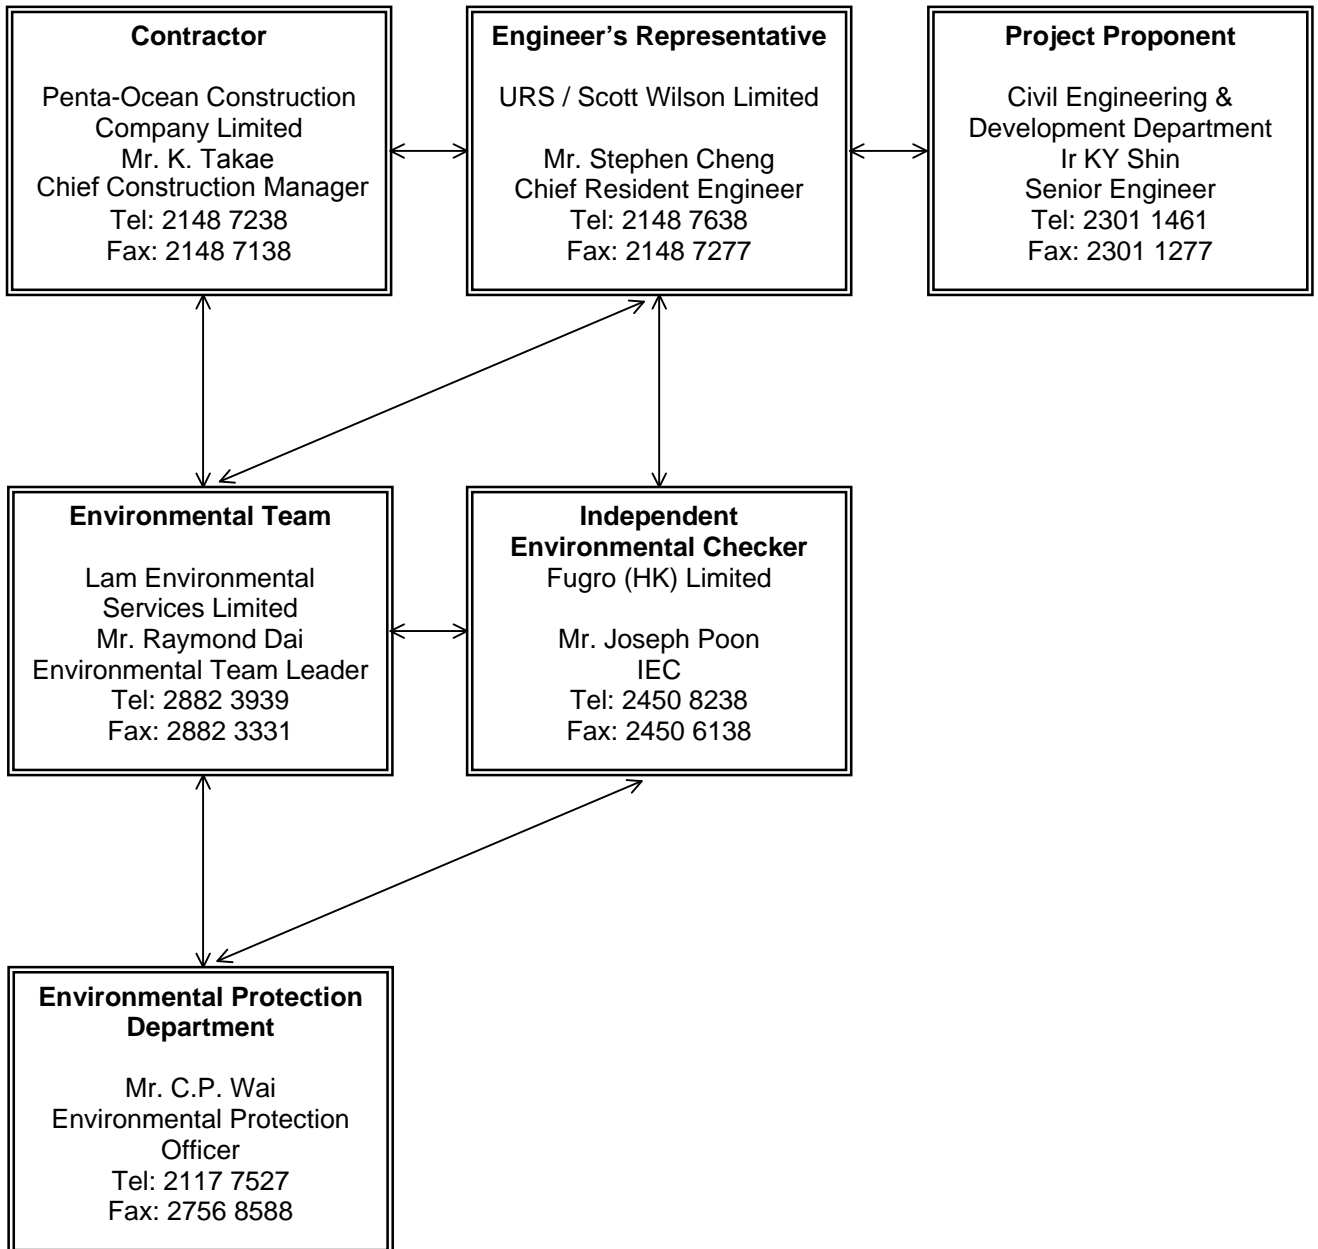 Contractor
Penta-Ocean Construction
Company Limited
Mr. K. Takae
Chief Construction Manager
Tel: 2148 7238
Fax: 2148 7138
Engineer's Representative
URS / Scott Wilson Limited
Mr. Stephen Cheng
Chief Resident Engineer
Tel: 2148 7638
Fax: 2148 7277
Project Proponent
Civil Engineering &
Development Department
Ir KY Shin
Senior Engineer
Tel: 2301 1461
Fax: 2301 1277
Environmental Team
Lam Environmental
Services Limited
Mr. Raymond Dai
Environmental Team Leader
Tel: 2882 3939
Fax: 2882 3331
Independent
Environmental Checker
Fugro (HK) Limited
Mr. Joseph Poon
IEC
Tel: 2450 8238
Fax: 2450 6138
Environmental Protection
Department
Mr. C.P. Wai
Environmental Protection
Officer
Tel: 2117 7527
Fax: 2756 8588